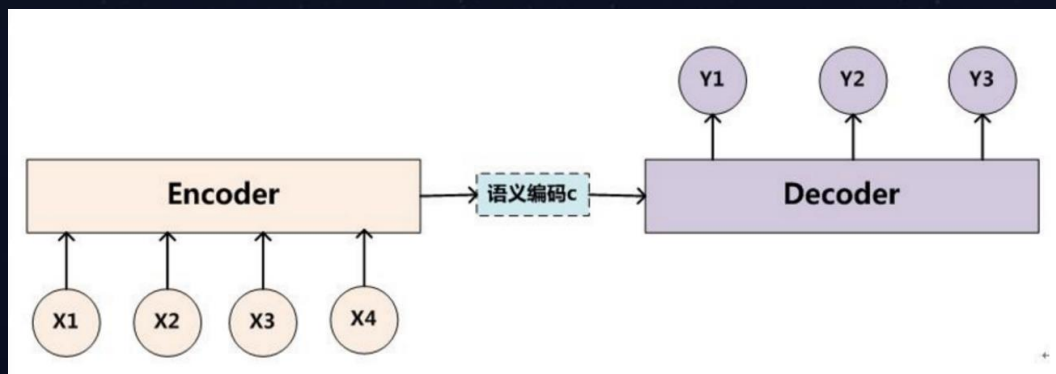 Y1 Y2 Y3
Encoder 语义编码c Decoder
X1 X2 X3 X4